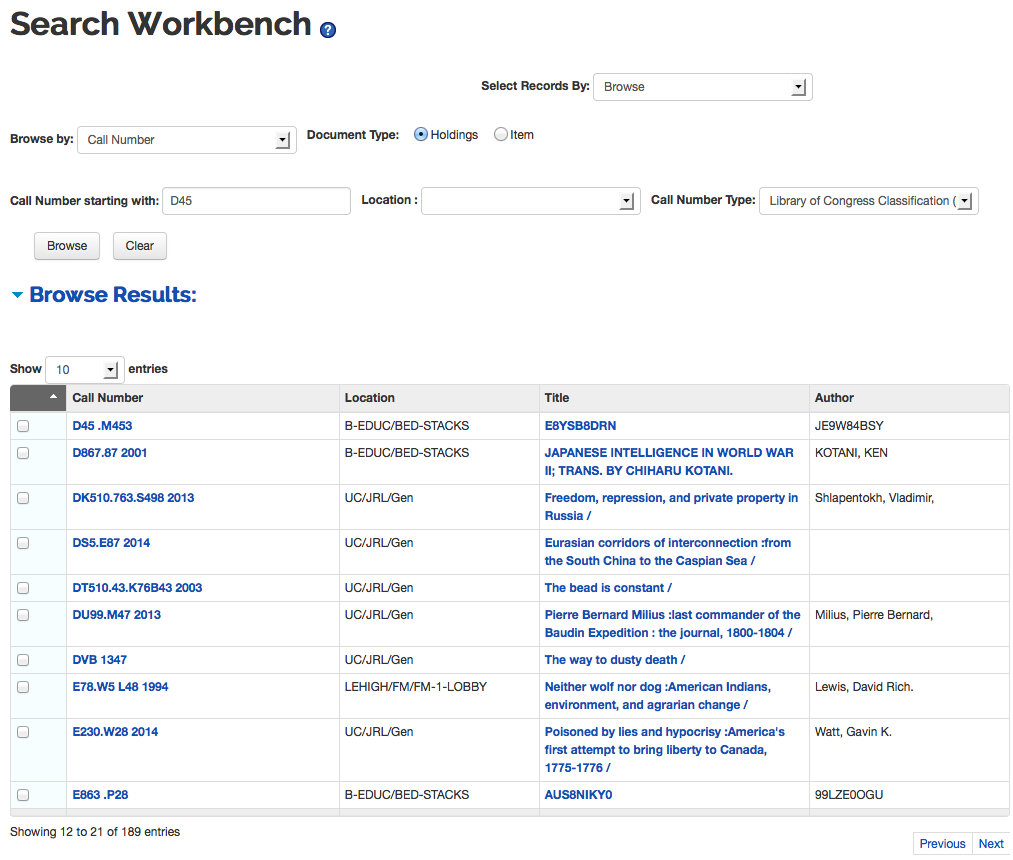 Search Workbench ?
Select Records By: Browse
Browse by: Call Number Document Type: Holdings Item
Call Number starting with: D45 Location : Call Number Type: Library of Congress Classification (
Browse Clear
Browse Results:
Show 10 entries
Call Number Location Title Author
D45 .M453 B-EDUC/BED-STACKS E8YSB8DRN JE9W84BSY
D867.87 2001 B-EDUC/BED-STACKS JAPANESE INTELLIGENCE IN WORLD WAR KOTANI, KEN
II; TRANS. BY CHIHARU KOTANI.
DK510.763.S498 2013 UC/JRL/Gen Freedom, repression, and private property in Shlapentokh, Vladimir,
Russia /
DS5.E87 2014 UC/JRL/Gen Eurasian corridors of interconnection :from
the South China to the Caspian Sea /
DT510.43.K76B43 2003 UC/JRL/Gen The bead is constant /
DU99.M47 2013 UC/JRL/Gen Pierre Bernard Milius :last commander of the Milius, Pierre Bernard,
Baudin Expedition : the journal, 1800-1804 /
DVB 1347 UC/JRL/Gen The way to dusty death /
E78.W5 L48 1994 LEHIGH/FM/FM-1-LOBBY Neither wolf nor dog :American Indians, Lewis, David Rich.
environment, and agrarian change /
E230.W28 2014 UC/JRL/Gen Poisoned by lies and hypocrisy :America's Watt, Gavin K.
first attempt to bring liberty to Canada,
1775-1776 /
E863 .P28 B-EDUC/BED-STACKS AUS8NIKY0 99LZE0OGU
Showing 12 to 21 of 189 entries
Previous Next